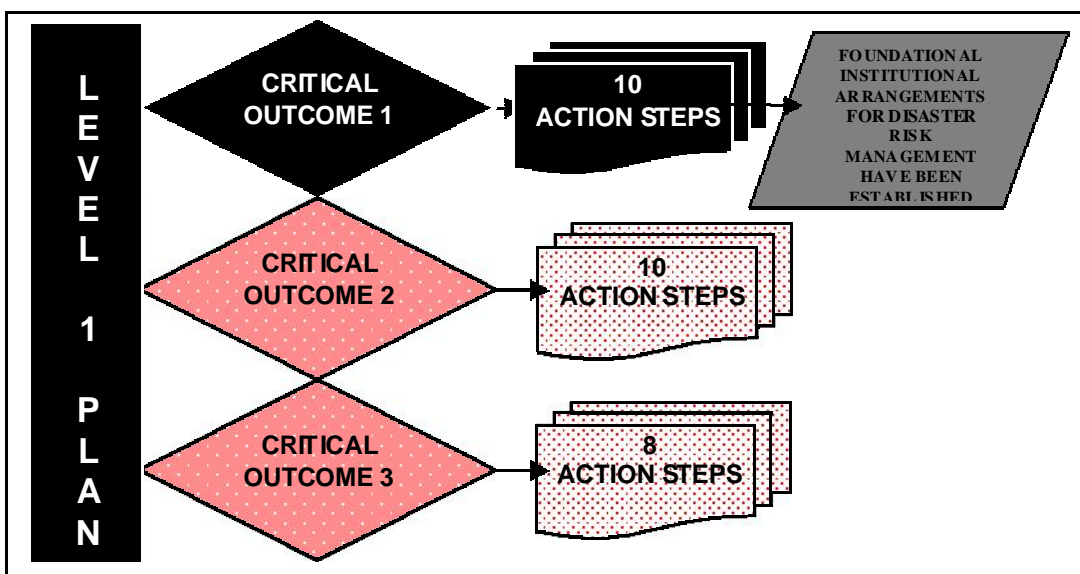 LEVEL 1 PLAN
CRITICAL
OUTCOME 1
10
ACTION STEPS
FOUNDATIONAL
INSTITUTIONAL
ARRANGEMENTS
FOR DISASTER
RISK
MANAGEMENT
HAVE BEEN
ESTABLISHED
CRITICAL
OUTCOME 2
10
ACTION STEPS
CRITICAL
OUTCOME 3
8
ACTION STEPS